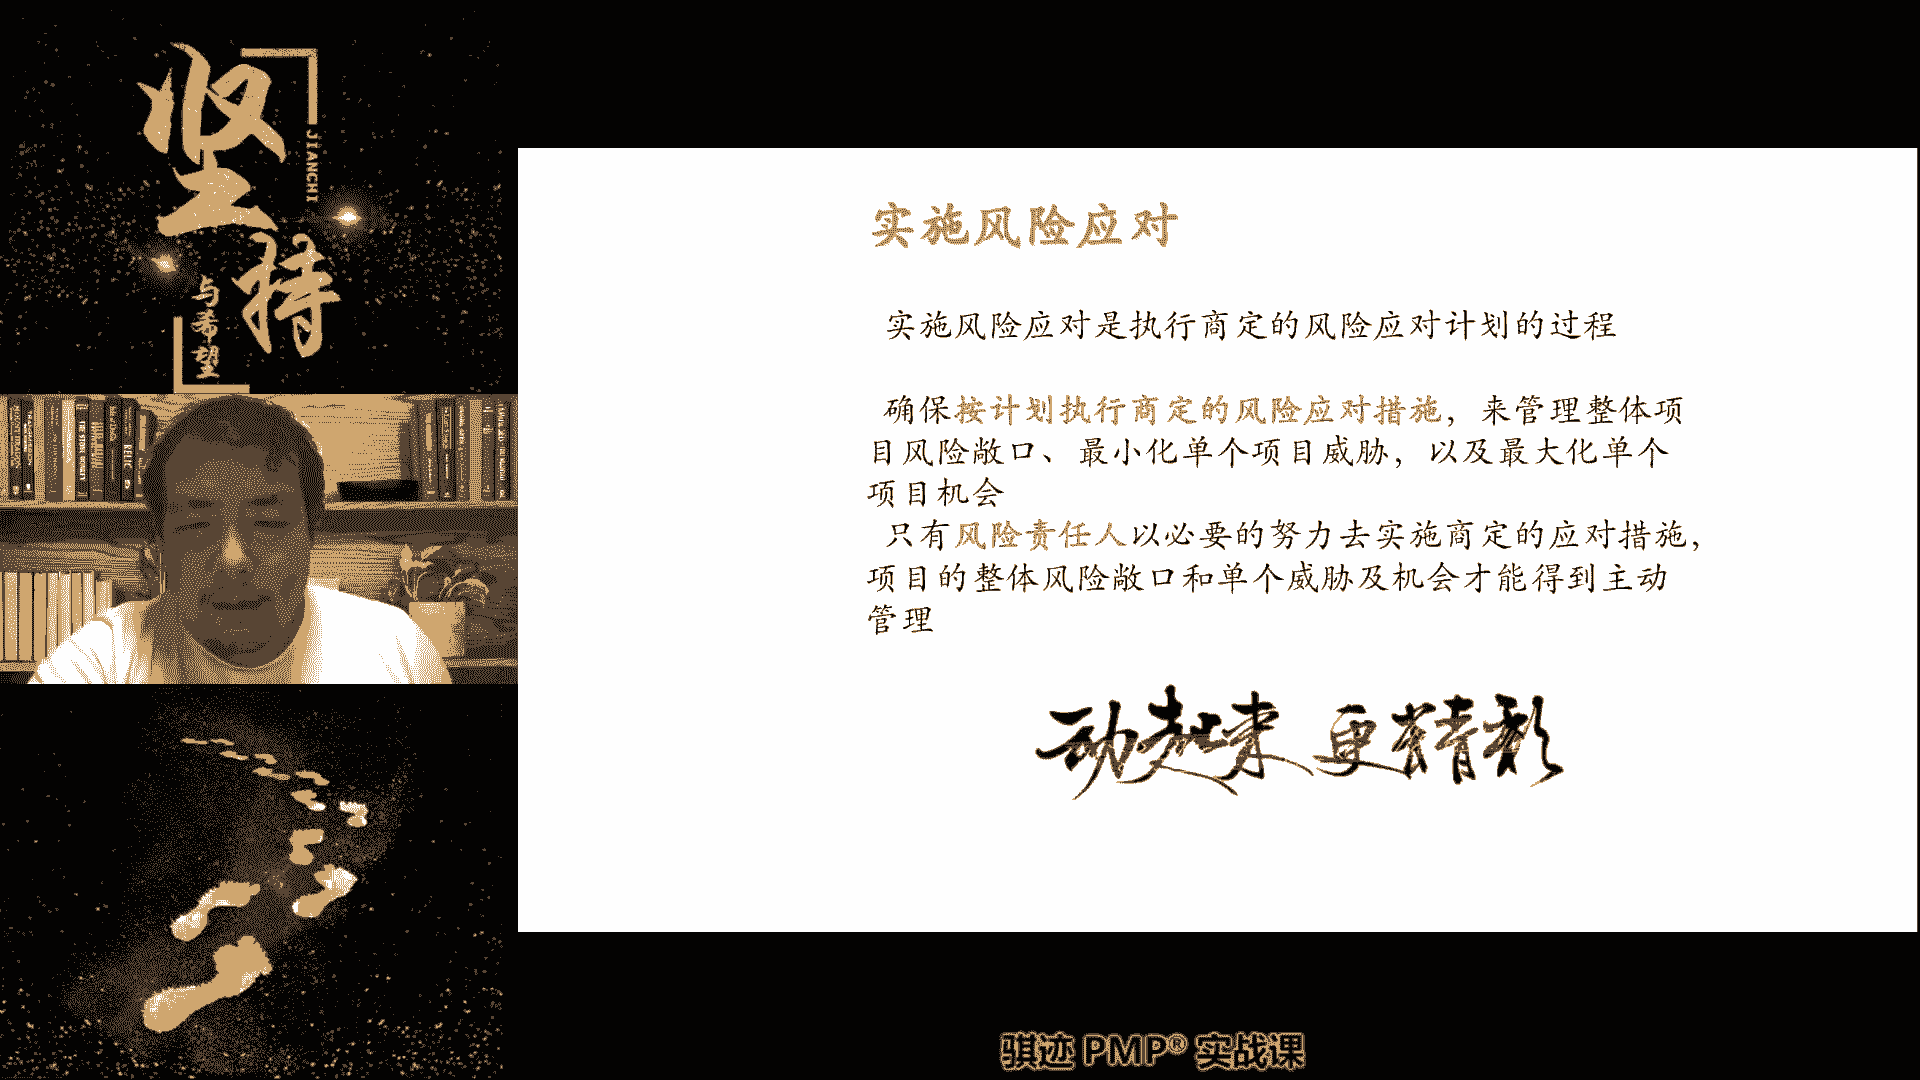 坚持
JIANCHI
与希望
实施风险应对
实施风险应对是执行商定的风险应对计划的过程
确保按计划执行商定的风险应对措施，来管理整体项
目风险敞口、最小化单个项目威胁，以及最大化单个
项目机会
只有风险责任人以必要的努力去实施商定的应对措施，
项目的整体风险敞口和单个威胁及机会才能得到主动
管理
动起来 更精彩
骐迹 PMP® 实战课